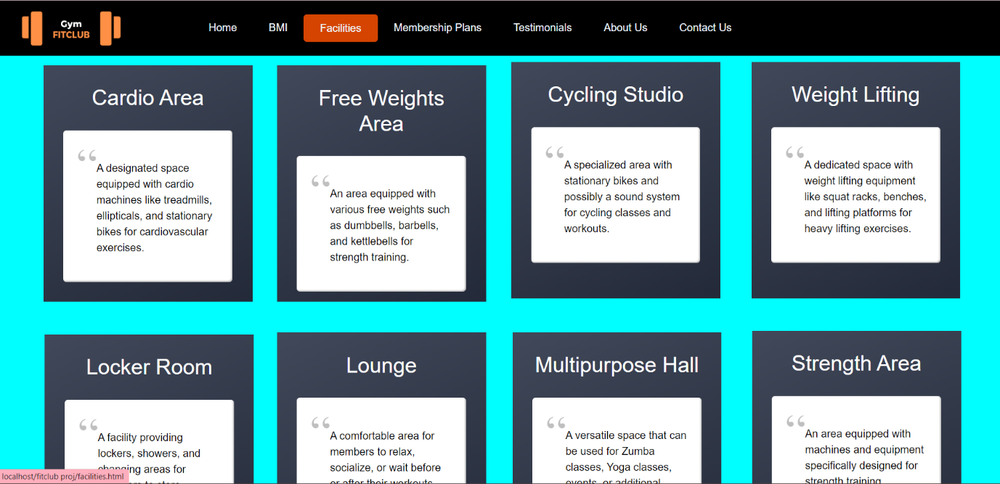 Gym
FITCLUB
Home
BMI
Facilities
Membership Plans
Testimonials
About Us
Contact Us
Cardio Area
“
A designated space
equipped with cardio
machines like treadmills,
ellipticals, and stationary
bikes for cardiovascular
exercises.
Free Weights
Area
“
An area equipped with
various free weights such
as dumbbells, barbells,
and kettlebells for
strength training.
Cycling Studio
“
A specialized area with
stationary bikes and
possibly a sound system
for cycling classes and
workouts.
Weight Lifting
“
A dedicated space with
weight lifting equipment
like squat racks, benches,
and lifting platforms for
heavy lifting exercises.
Locker Room
“
A facility providing
lockers, showers, and
changing areas for
Lounge
“
A comfortable area for
members to relax,
socialize, or wait before
or after their workouts
Multipurpose Hall
“
A versatile space that can
be used for Zumba
classes, Yoga classes,
events, or additional
Strength Area
“
An area equipped with
machines and equipment
specifically designed for
strength training
localhost/fitclub proj/facilities.html